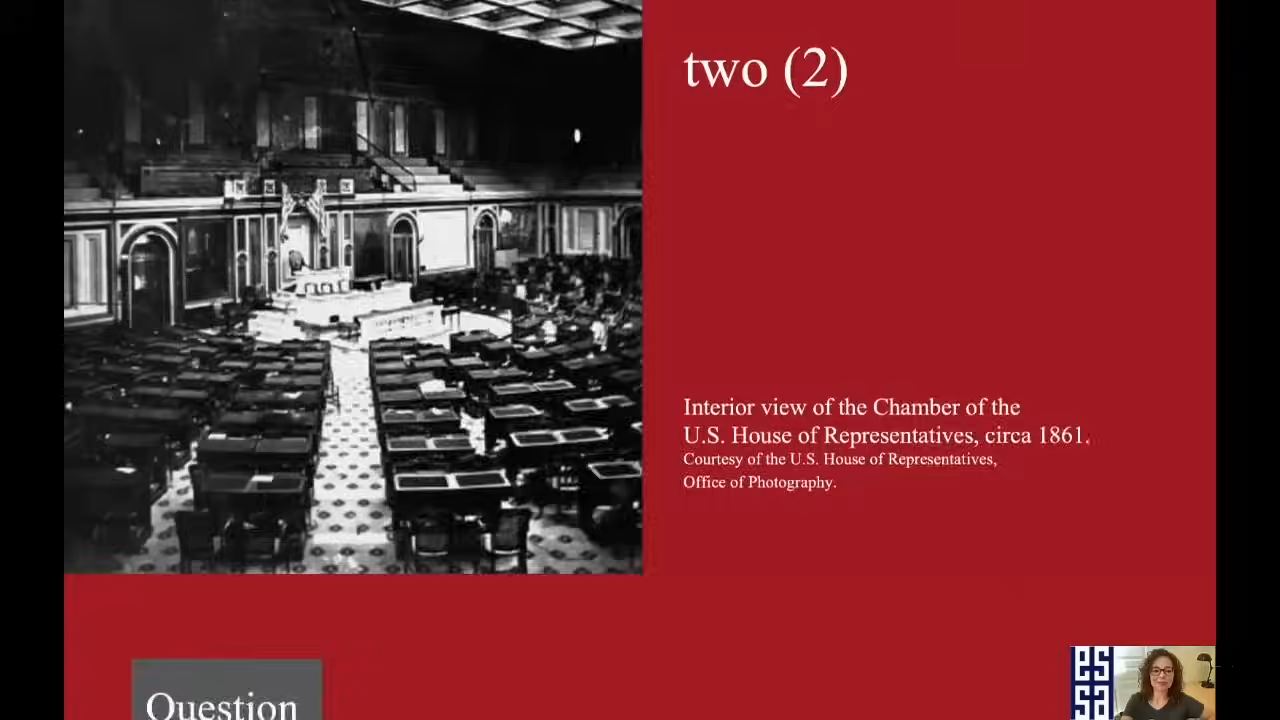 two (2)
Interior view of the Chamber of the
U.S. House of Representatives, circa 1861.
Courtesy of the U.S. House of Representatives,
Office of Photography.
Question